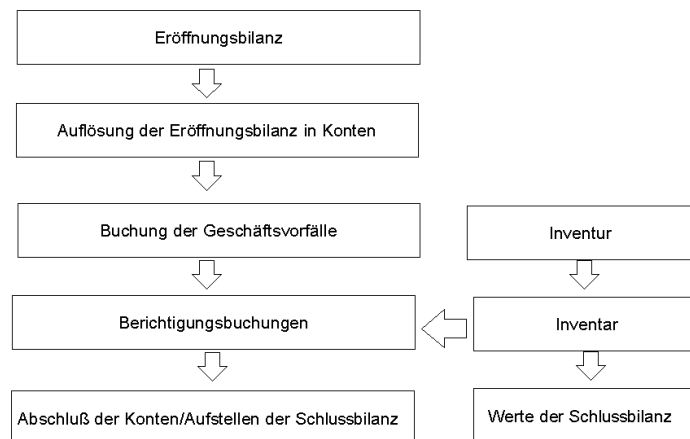 Eröffnungsbilanz
Auflösung der Eröffnungsbilanz in Konten
Buchung der Geschäftsvorfälle
Inventur
Berichtigungsbuchungen
Inventar
Abschluß der Konten/Aufstellen der Schlussbilanz
Werte der Schlussbilanz